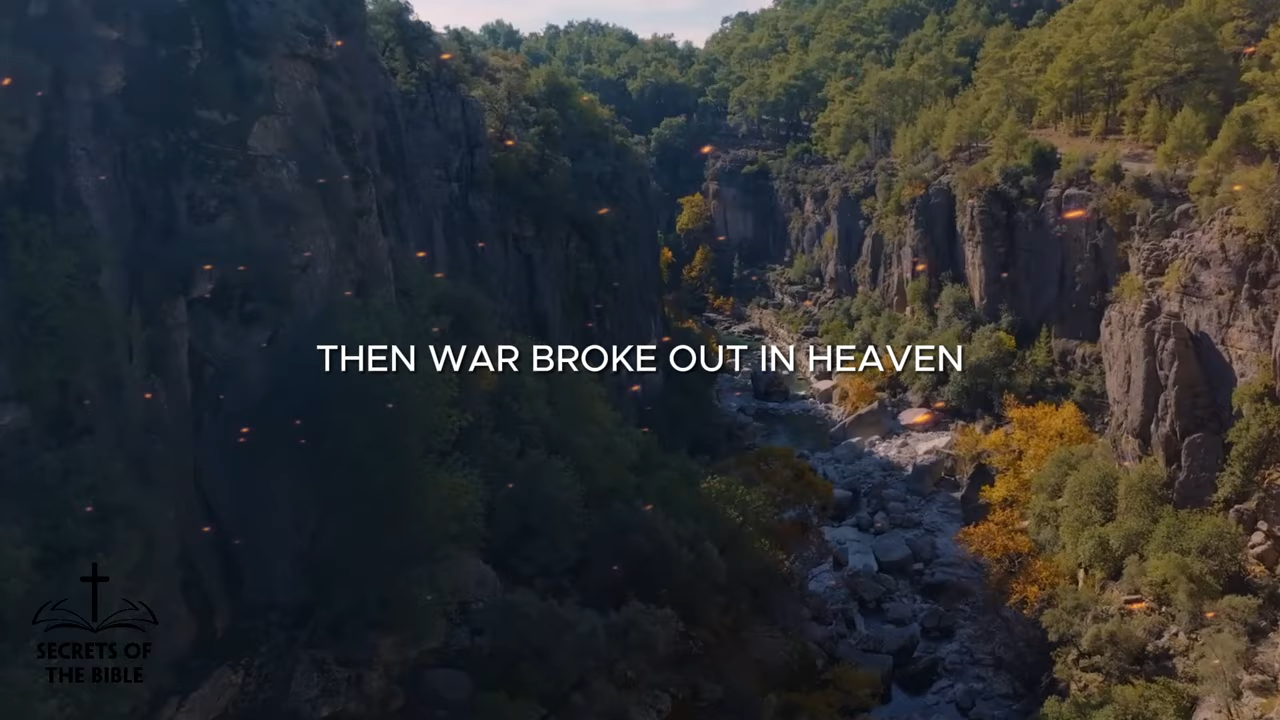 THEN WAR BROKE OUT IN HEAVEN
SECRETS OF
THE BIBLE